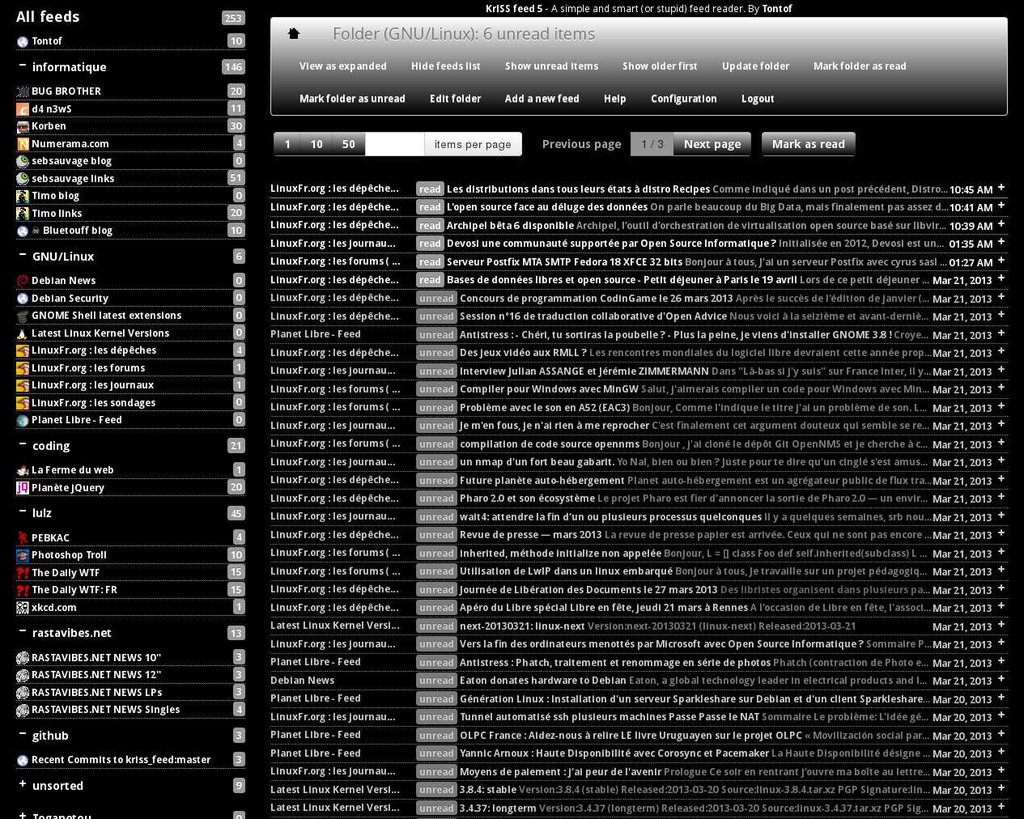 KrISS feed 5 - A simple and smart (or stupid) feed reader. By Tontof
All feeds 253
Tontof 10
– informatique 146
BUG BROTHER 20
d4 n3wS 11
Korben 30
Numerama.com 4
sebsauvage blog 0
sebsauvage links 51
Timo blog 0
Timo links 20
☠ Bluetouff blog 10
– GNU/Linux 6
Debian News 0
Debian Security 0
GNOME Shell latest extensions 0
Latest Linux Kernel Versions 0
LinuxFr.org : les dépêches 4
LinuxFr.org : les forums 1
LinuxFr.org : les journaux 1
LinuxFr.org : les sondages 0
Planet Libre - Feed 0
– coding 21
La Ferme du web 1
Planète jQuery 20
– lulz 45
PEBKAC 4
Photosphop Troll 10
The Daily WTF 15
The Daily WTF: FR 15
xkcd.com 1
– rastavibes.net 13
RASTAVIBES.NET NEWS 10" 3
RASTAVIBES.NET NEWS 12" 3
RASTAVIBES.NET NEWS LPs 3
RASTAVIBES.NET NEWS Singles 4
– github 3
Recent Commits to kriss_feed:master 3
+ unsorted 9
Folder (GNU/Linux): 6 unread items
View as expanded Hide feeds list Show unread items Show older first Update folder Mark folder as read
Mark folder as unread Edit folder Add a new feed Help Configuration Logout
1 10 50 items per page Previous page 1 / 3 Next page Mark as read
LinuxFr.org : les dépêche... read Les distributions dans tous leurs états à distro Recipes Comme indiqué dans un post précédent, Distro... 10:45 AM +
LinuxFr.org : les dépêche... read L'open source face au déluge des données On parle beaucoup du Big Data, mais finalement pas assez d... 10:41 AM +
LinuxFr.org : les dépêche... read Archipel bêta 6 disponible Archipel, l'outil d'orchestration de virtualisation open source basé sur libvir... 10:39 AM +
LinuxFr.org : les journau... read Devosi une communauté supportée par Open Source Informatique ? Initialisée en 2012, Devosi est un... 01:35 AM +
LinuxFr.org : les forums ( ... read Serveur Postfix MTA SMTP Fedora 18 XFCE 32 bits Bonjour à tous, J'ai un serveur Postfix avec cyrus sasl ... 01:27 AM +
LinuxFr.org : les dépêche... read Bases de données libres et open source - Petit déjeuner à Paris le 19 avril Lors de ce petit déjeuner ... Mar 21, 2013 +
LinuxFr.org : les dépêche... unread Concours de programmation CodinGame le 26 mars 2013 Après le succès de l'édition de janvier (... Mar 21, 2013 +
LinuxFr.org : les dépêche... unread Session n°16 de traduction collaborative d'Open Advice Nous voici à la seizième et avant-derniè... Mar 21, 2013 +
Planet Libre - Feed unread Antistress : - Chéri, tu sortiras la poubelle ? - Plus la peine, je viens d'installer GNOME 3.8 ! Croye... Mar 21, 2013 +
LinuxFr.org : les dépêche... unread Des jeux vidéo aux RMLL ? Les rencontres mondiales du logiciel libre devraient cette année prop... Mar 21, 2013 +
LinuxFr.org : les journau... unread Interview Julian ASSANGE et Jérémie ZIMMERMANN Dans "Là-bas si j'y suis" sur France Inter, il y... Mar 21, 2013 +
LinuxFr.org : les forums ( ... unread Compiler pour Windows avec MinGW Salut, J'aimerais compiler un code pour Windows avec Min... Mar 21, 2013 +
LinuxFr.org : les forums ( ... unread Problème avec le son en A52 (EAC3) Bonjour, Comme l'indique le titre j'ai un problème de son. L... Mar 21, 2013 +
LinuxFr.org : les journau... unread Je m'en fous, je n'ai rien à me reprocher C'est finalement cet argument douteux qui semble se re... Mar 21, 2013 +
LinuxFr.org : les forums ( ... unread compilation de code source opennms Bonjour , J'ai cloné le dépôt Git OpenNMS et je cherche à c... Mar 21, 2013 +
LinuxFr.org : les journau... unread un nmap d'un fort beau gabarit. Yo Nal, bien ou bien ? Juste pour te dire qu'un cinglé s'est amus... Mar 21, 2013 +
LinuxFr.org : les journau... unread Future planète auto-hébergement Planet auto-hébergement est un agrégateur public de flux tra... Mar 21, 2013 +
LinuxFr.org : les dépêche... unread Pharo 2.0 et son écosystème Le projet Pharo est fier d'annoncer la sortie de Pharo 2.0 — un envir... Mar 21, 2013 +
LinuxFr.org : les journau... unread wait4: attendre la fin d'un ou plusieurs processus quelconques Il y a quelques semaines, srb nou... Mar 21, 2013 +
LinuxFr.org : les dépêche... unread Revue de presse — mars 2013 La revue de presse papier est arrivée. Ceux qui ne sont pas encore ... Mar 21, 2013 +
LinuxFr.org : les forums ( ... unread Inherited, méthode initialize non appelée Bonjour, L = [] class Foo def self.inherited(subclass) L ... Mar 21, 2013 +
LinuxFr.org : les forums ( ... unread Utilisation de LwIP dans un linux embarqué Bonjour à tous, Je travaille sur un projet pédagogiq... Mar 21, 2013 +
LinuxFr.org : les dépêche... unread Journée de Libération des Documents le 27 mars 2013 Des libristes organisent dans plusieurs pa... Mar 21, 2013 +
LinuxFr.org : les dépêche... unread Apéro du Libre spécial Libre en fête, jeudi 21 mars à Rennes A l'occasion de Libre en fête, l'associ... Mar 21, 2013 +
Latest Linux Kernel Versi... unread next-20130321: linux-next Version:next-20130321 (linux-next) Released:2013-03-21 Mar 21, 2013 +
LinuxFr.org : les journau... unread Vers la fin des ordinateurs menottés par Microsoft avec Open Source Informatique ? Sommaire P... Mar 21, 2013 +
Planet Libre - Feed unread Antistress : Phatch, traitement et renommage en série de photos Phatch (contraction de Photo e... Mar 21, 2013 +
Debian News unread Eaton donates hardware to Debian Eaton, a global technology leader in electrical products and l... Mar 21, 2013 +
Planet Libre - Feed unread Génération Linux : Installation d'un serveur Sparkleshare sur Debian et d'un client Sparkleshare... Mar 20, 2013 +
LinuxFr.org : les journau... unread Tunnel automatisé ssh plusieurs machines Passe Passe le NAT Sommaire Le problème: L'idée gé... Mar 20, 2013 +
Planet Libre - Feed unread OLPC France : Aidez-nous à relire LE livre Uruguayen sur le projet OLPC « Movilización social par... Mar 20, 2013 +
Planet Libre - Feed unread Yannic Arnoux : Haute Disponibilité avec Corosync et Pacemaker La Haute Disponibilité désigne ... Mar 20, 2013 +
LinuxFr.org : les journau... unread Moyens de paiement : j'ai peur de l'avenir Prologue Ce soir en rentrant j'ouvre ma boîte au lettre... Mar 20, 2013 +
Latest Linux Kernel Versi... unread 3.8.4: stable Version:3.8.4 (stable) Released:2013-03-20 Source:linux-3.8.4.tar.xz PGP Signature:lin... Mar 20, 2013 +
Latest Linux Kernel Versi... unread 3.4.37: longterm Version:3.4.37 (longterm) Released:2013-03-20 Source:linux-3.4.37.tar.xz PGP Sig... Mar 20, 2013 +